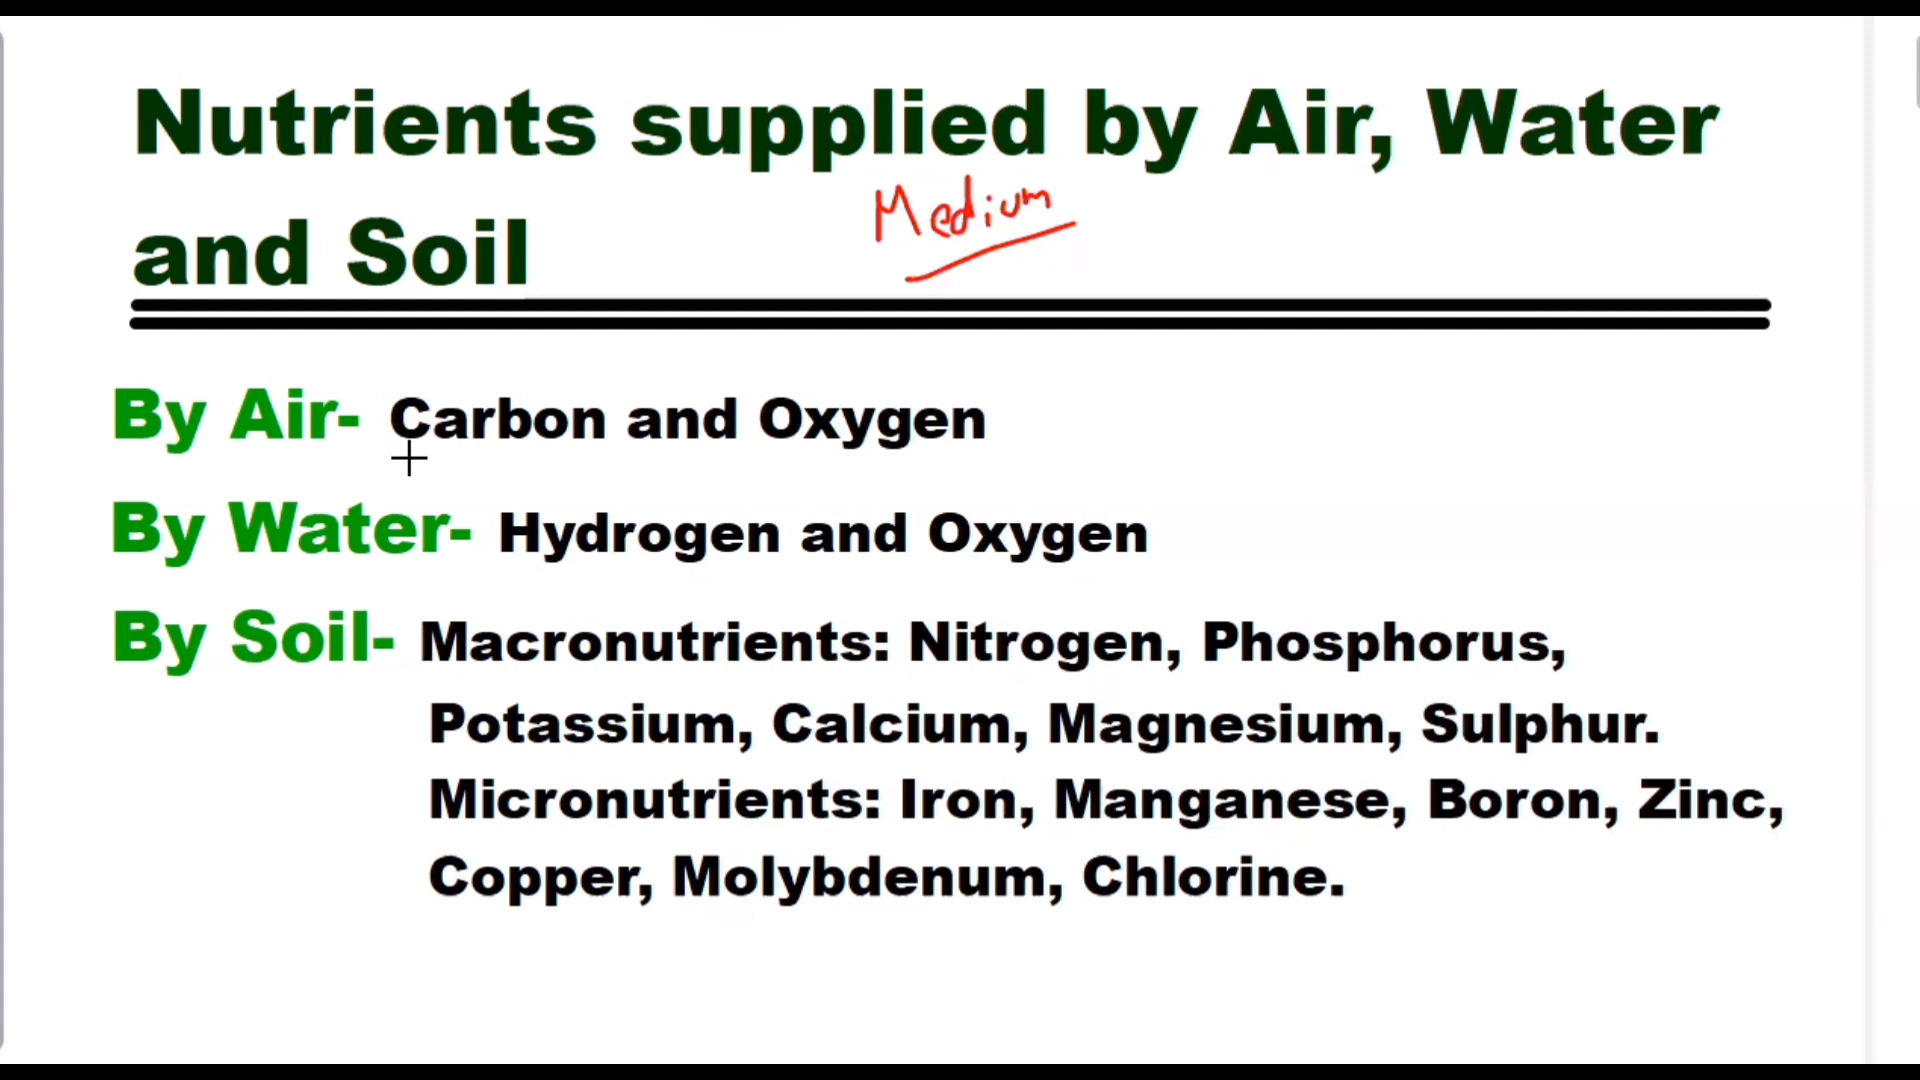 Nutrients supplied by Air, Water
and Soil
Medium
By Air- Carbon and Oxygen
By Water- Hydrogen and Oxygen
By Soil- Macronutrients: Nitrogen, Phosphorus,
Potassium, Calcium, Magnesium, Sulphur.
Micronutrients: Iron, Manganese, Boron, Zinc,
Copper, Molybdenum, Chlorine.